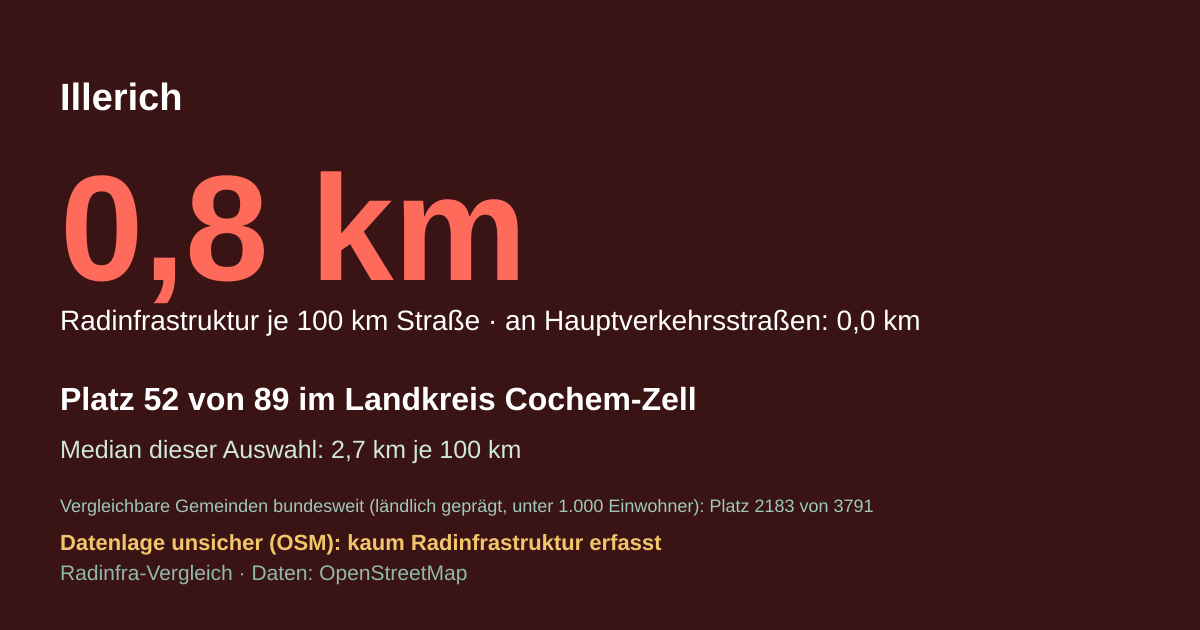 Illerich
0,8 km
Radinfrastruktur je 100 km Straße · an Hauptverkehrsstraßen: 0,0 km
Platz 52 von 89 im Landkreis Cochem-Zell
Median dieser Auswahl: 2,7 km je 100 km
Vergleichbare Gemeinden bundesweit (ländlich geprägt, unter 1.000 Einwohner): Platz 2183 von 3791
Datenlage unsicher (OSM): kaum Radinfrastruktur erfasst
Radinfra-Vergleich · Daten: OpenStreetMap